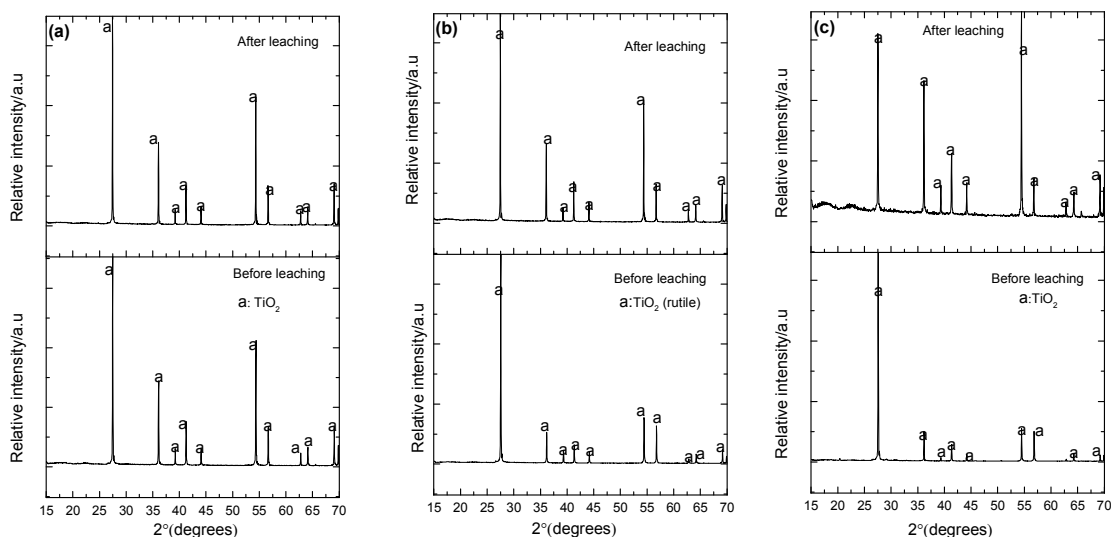 (a)
a
After leaching
a
a
a
a
a
a
a
a
a
Relative intensity/a.u
a
Before leaching
a: TiO2
a
a
a
a
a
a
a
a
a
Relative intensity/a.u
15 20 25 30 35 40 45 50 55 60 65 70
2°(degrees)
(b)
a
After leaching
a
a
a
a
a
a
a
a
a
Relative intensity/a.u
a
Before leaching
a:TiO2 (rutile)
a
a
a
a
a
a
a
a
a
Relative intensity/a.u
15 20 25 30 35 40 45 50 55 60 65 70
2°(degrees)
(c)
a
After leaching
a
a
a
a
a
a
a
a
a
Relative intensity/a.u
a
Before leaching
a:TiO2
a
a
a
a
a
a
a
a
Relative intensity/a.u
15 20 25 30 35 40 45 50 55 60 65 70
2°(degrees)